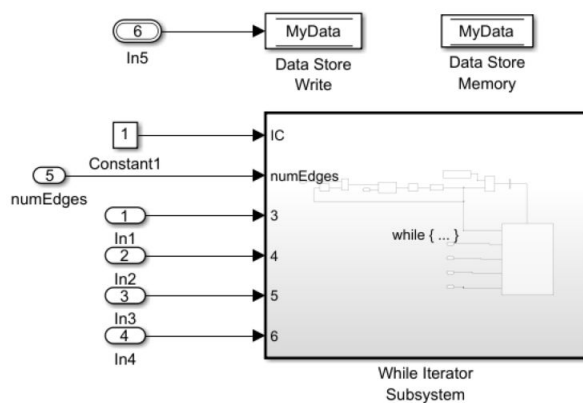 6
In5
MyData
Data Store
Write
MyData
Data Store
Memory
1
Constant1
IC
5
numEdges
numEdges
1
In1
3
while { ... }
2
In2
4
3
In3
5
4
In4
6
While Iterator
Subsystem